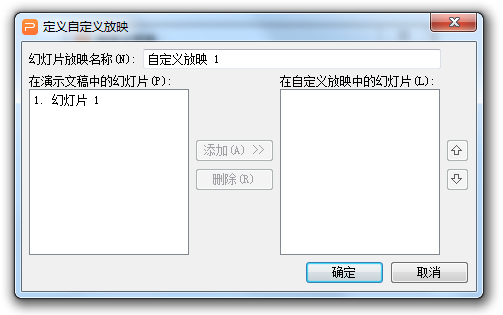 定义自定义放映
幻灯片放映名称(N): 自定义放映 1
在演示文稿中的幻灯片(P): 在自定义放映中的幻灯片(L):
1. 幻灯片 1
添加(A) >>
删除(R)
确定 取消